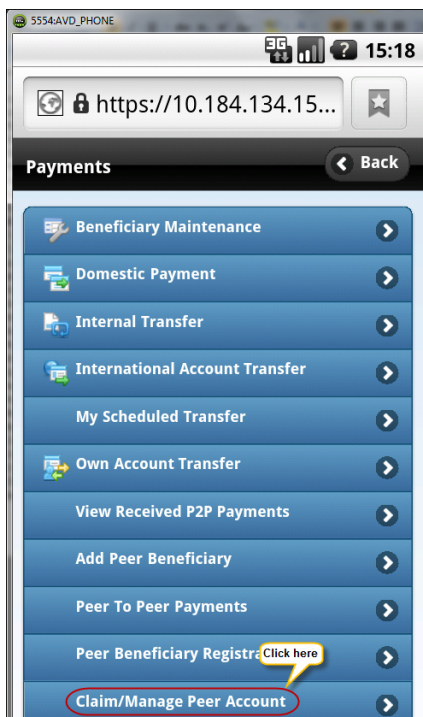 5554:AVD_PHONE
3G 15:18
https://10.184.134.15...
Payments
Back
Beneficiary Maintenance
Domestic Payment
Internal Transfer
International Account Transfer
My Scheduled Transfer
Own Account Transfer
View Received P2P Payments
Add Peer Beneficiary
Peer To Peer Payments
Peer Beneficiary
Click here
Claim/Manage Peer Account